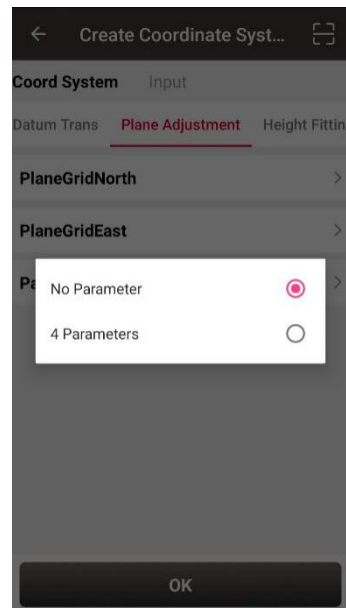 Create Coordinate Syst...
Coord System Input
Datum Trans Plane Adjustment Height Fittin
PlaneGridNorth
PlaneGridEast
Pa
No Parameter
4 Parameters
OK